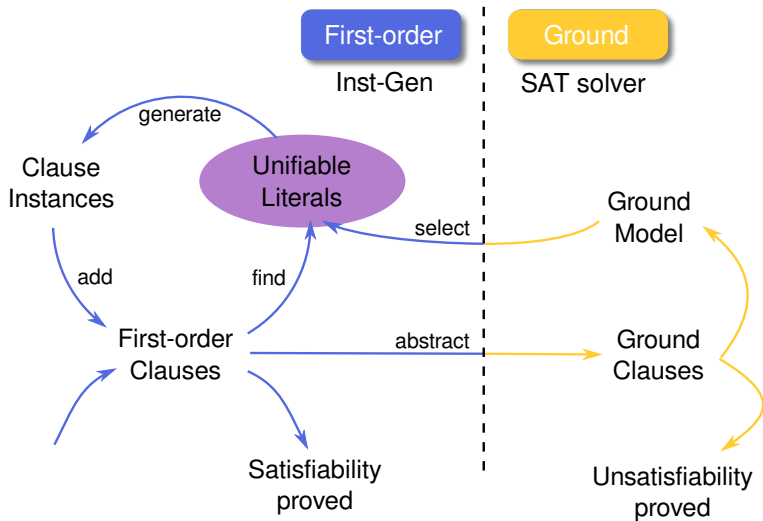 First-order
Ground
Inst-Gen
SAT solver
generate
Clause
Instances
Unifiable
Literals
select
Ground
Model
add
find
First-order
Clauses
abstract
Ground
Clauses
Satisfiability
proved
Unsatisfiability
proved